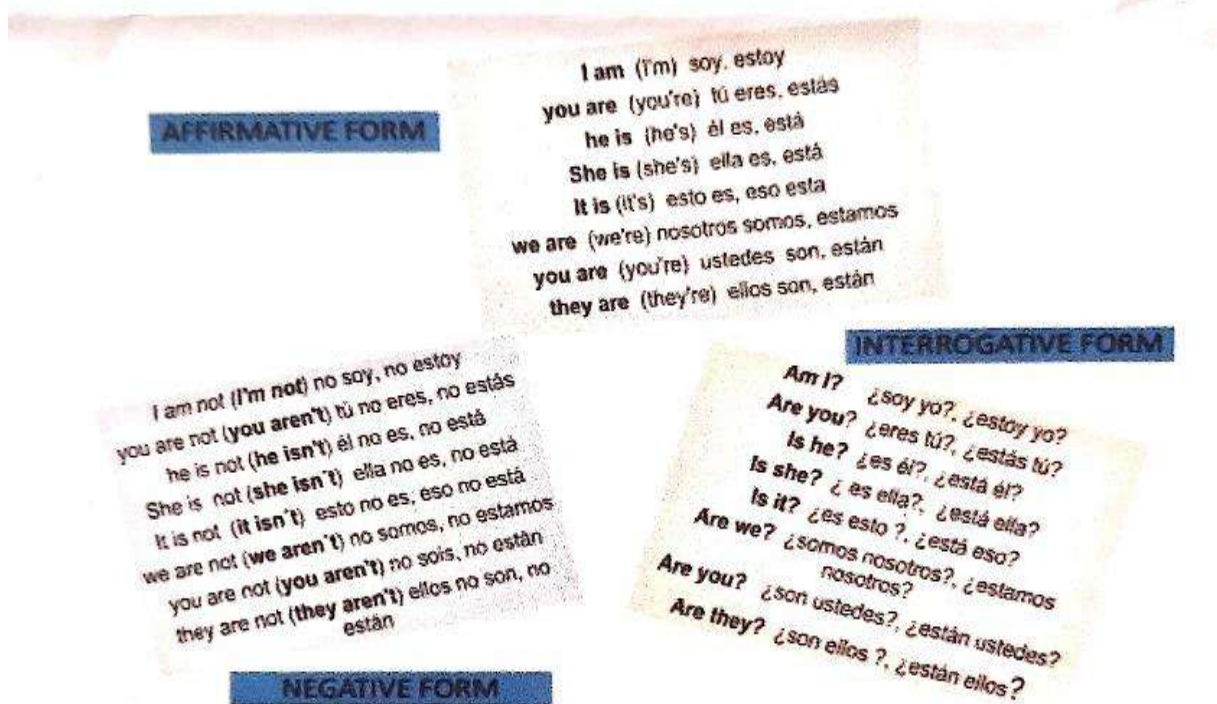 AFFIRMATIVE FORM
I am (I'm) soy, estoy
you are (you're) tú eres, estás
he is (he's) él es, está
She is (she's) ella es, está
It is (it's) esto es, eso esta
we are (we're) nosotros somos, estamos
you are (you're) ustedes son, están
they are (they're) ellos son, están
I am not (I'm not) no soy, no estoy
you are not (you aren't) tú no eres, no estás
he is not (he isn't) él no es, no está
She is not (she isn´t) ella no es, no está
It is not (it isn´t) esto no es, eso no está
we are not (we aren´t) no somos, no estamos
you are not (you aren't) no sois, no están
they are not (they aren't) ellos no son, no
están
NEGATIVE FORM
INTERROGATIVE FORM
Am I? ¿soy yo?, ¿estoy yo?
Are you? ¿eres tú?, ¿estás tú?
Is he? ¿es él?, ¿está él?
Is she? ¿ es ella?, ¿está ella?
Is it? ¿es esto ?, ¿está eso?
Are we? ¿somos nosotros?, ¿estamos
nosotros?
Are you? ¿son ustedes?, ¿están ustedes?
Are they? ¿son ellos ?, ¿están ellos?